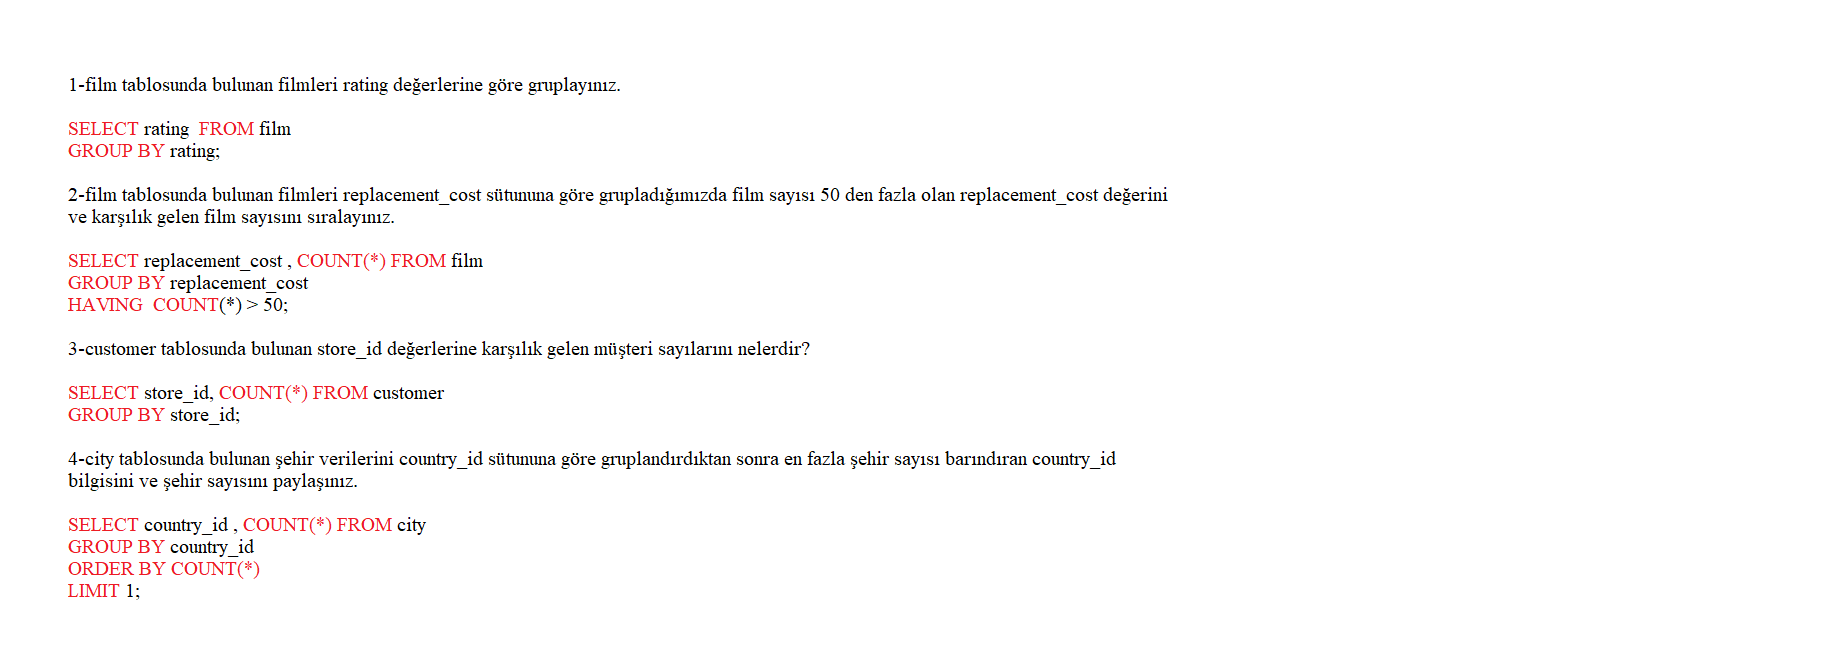 1-film tablosunda bulunan filmleri rating değerlerine göre gruplayınız.
SELECT rating  FROM film
GROUP BY rating;
2-film tablosunda bulunan filmleri replacement_cost sütununa göre grupladığımızda film sayısı 50 den fazla olan replacement_cost değerini
ve karşılık gelen film sayısını sıralayınız.
SELECT replacement_cost , COUNT(*) FROM film
GROUP BY replacement_cost
HAVING  COUNT(*) > 50;
3-customer tablosunda bulunan store_id değerlerine karşılık gelen müşteri sayılarını nelerdir?
SELECT store_id, COUNT(*) FROM customer
GROUP BY store_id;
4-city tablosunda bulunan şehir verilerini country_id sütununa göre gruplandırdıktan sonra en fazla şehir sayısı barındıran country_id
bilgisini ve şehir sayısını paylaşınız.
SELECT country_id , COUNT(*) FROM city
GROUP BY country_id
ORDER BY COUNT(*)
LIMIT 1;